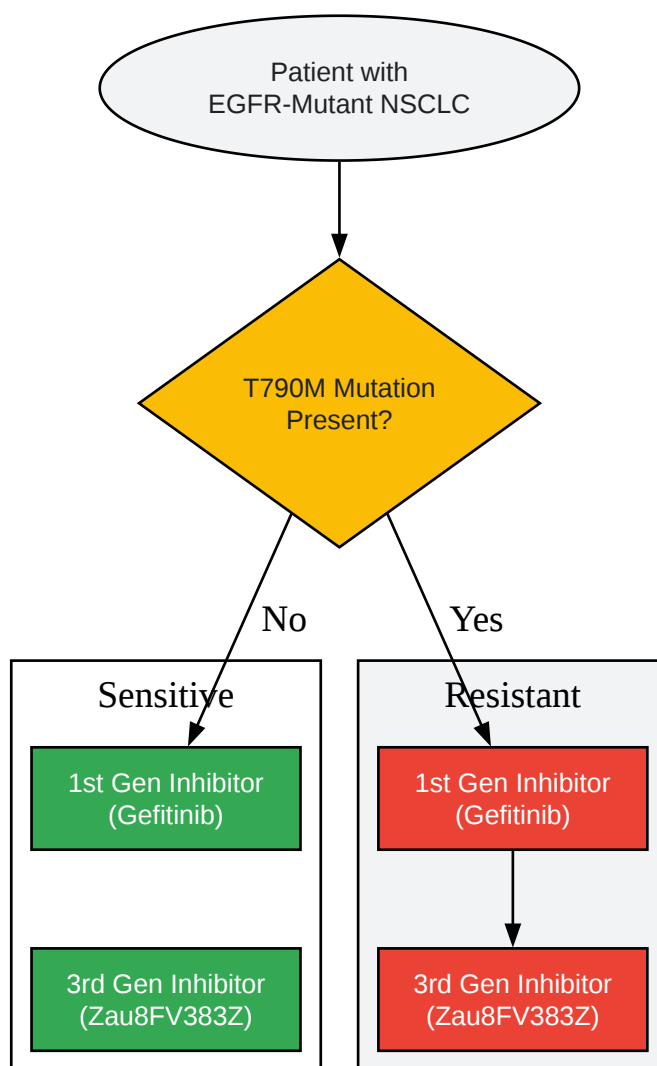 Patient with
EGFR-Mutant NSCLC
T790M Mutation
Present?
No
Yes
Sensitive
Resistant
1st Gen Inhibitor
(Gefitinib)
1st Gen Inhibitor
(Gefitinib)
3rd Gen Inhibitor
(Zau8FV383Z)
3rd Gen Inhibitor
(Zau8FV383Z)